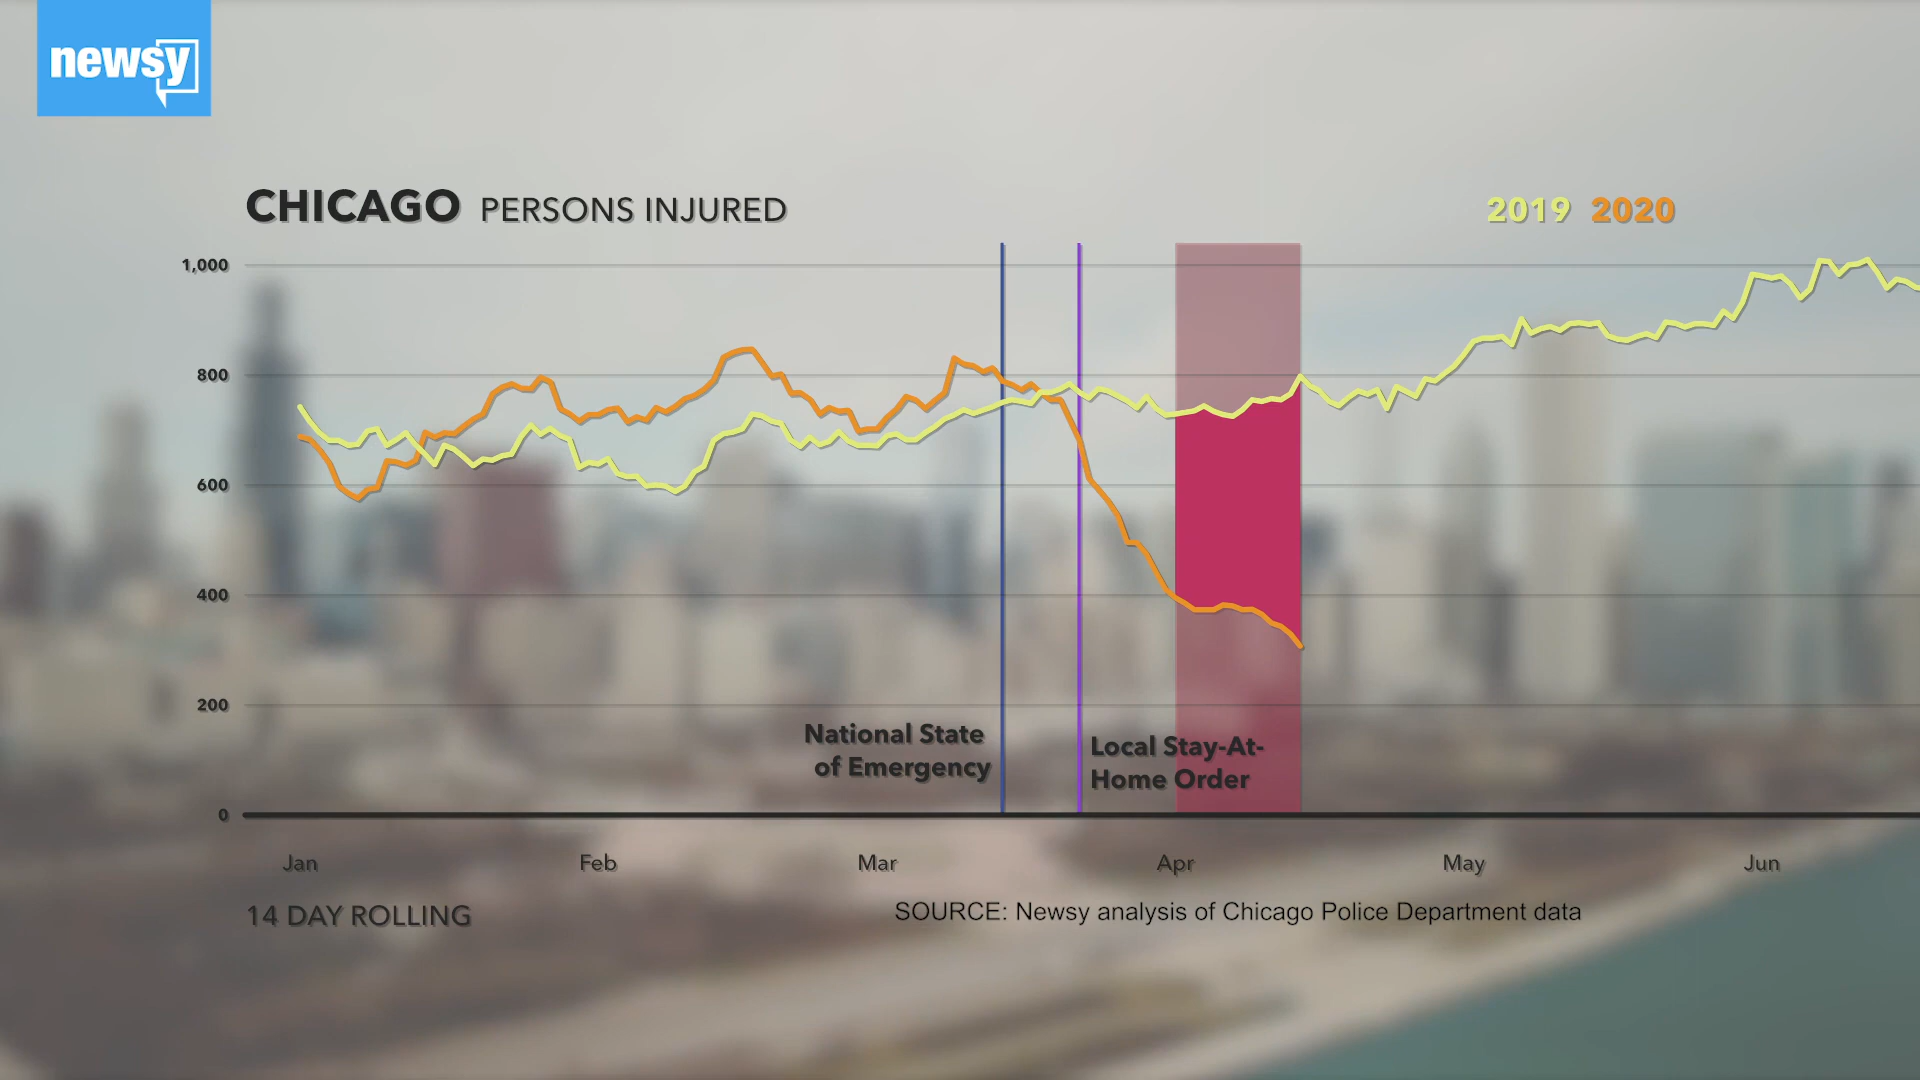 newsy
CHICAGO PERSONS INJURED
2019 2020
1,000
800
600
400
200
0
National State
of Emergency
Local Stay-At-
Home Order
Jan Feb Mar Apr May Jun
14 DAY ROLLING
SOURCE: Newsy analysis of Chicago Police Department data